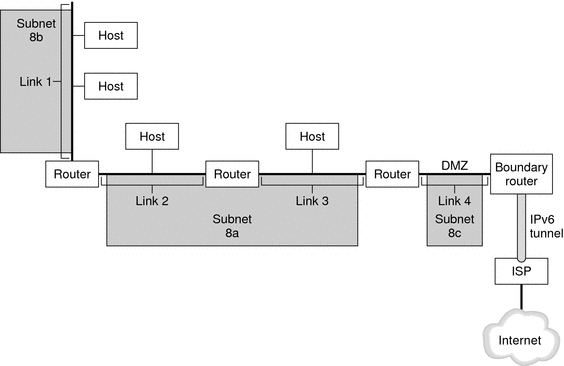 Subnet
8b
Host
Link 1
Host
Host
Host
Router
Router
Router
DMZ
Boundary
router
Link 2
Link 3
Link 4
Subnet
8a
Subnet
8c
IPv6
tunnel
ISP
Internet